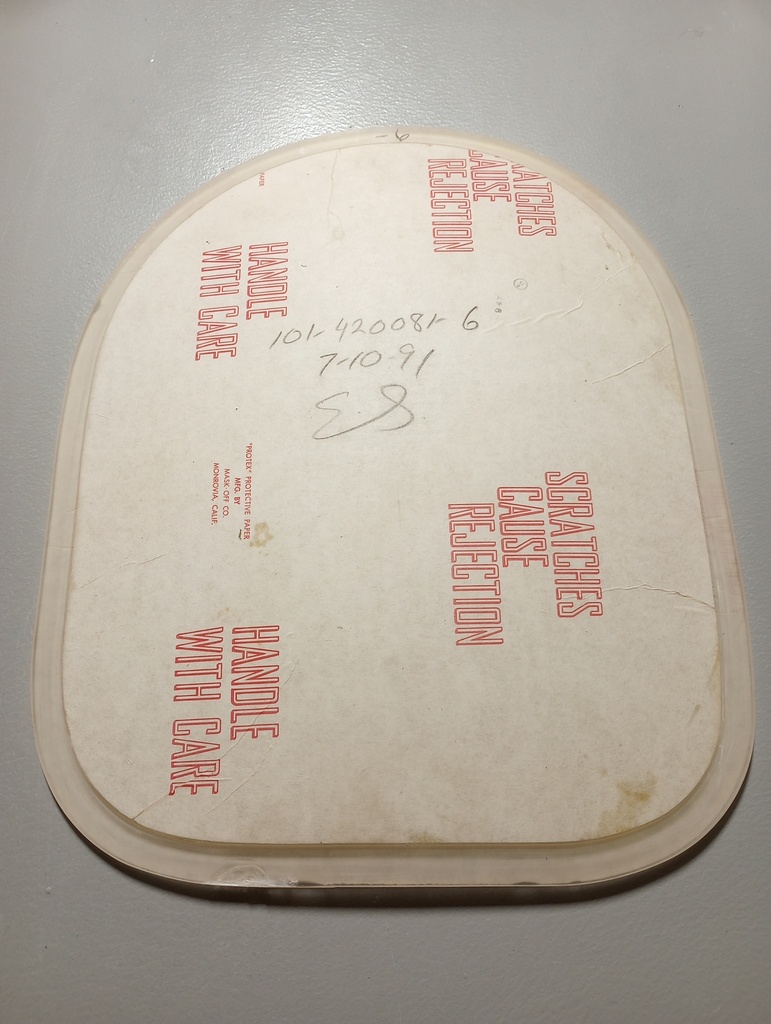 -6
SCRATCHES
CAUSE
REJECTION
HANDLE
WITH CARE
101-420081-6
7-10-91
"PROTEX" PROTECTIVE PAPER
MFG. BY
MASK OFF CO.
MONROVIA, CALIF.
SCRATCHES
CAUSE
REJECTION
HANDLE
WITH CARE